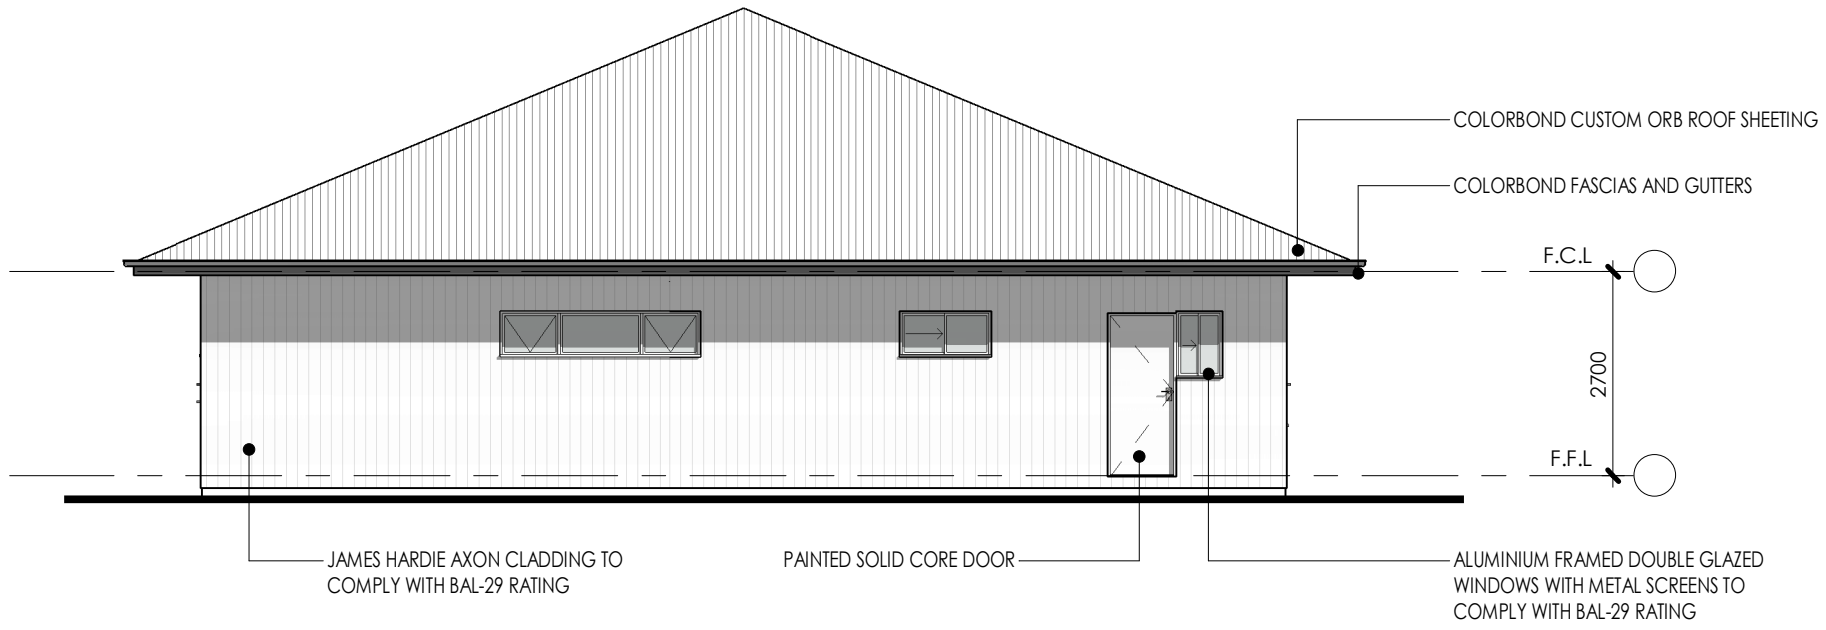 COLORBOND CUSTOM ORB ROOF SHEETING
COLORBOND FASCIAS AND GUTTERS
F.C.L
2700
F.F.L
JAMES HARDIE AXON CLADDING TO
COMPLY WITH BAL-29 RATING
PAINTED SOLID CORE DOOR
ALUMINIUM FRAMED DOUBLE GLAZED
WINDOWS WITH METAL SCREENS TO
COMPLY WITH BAL-29 RATING